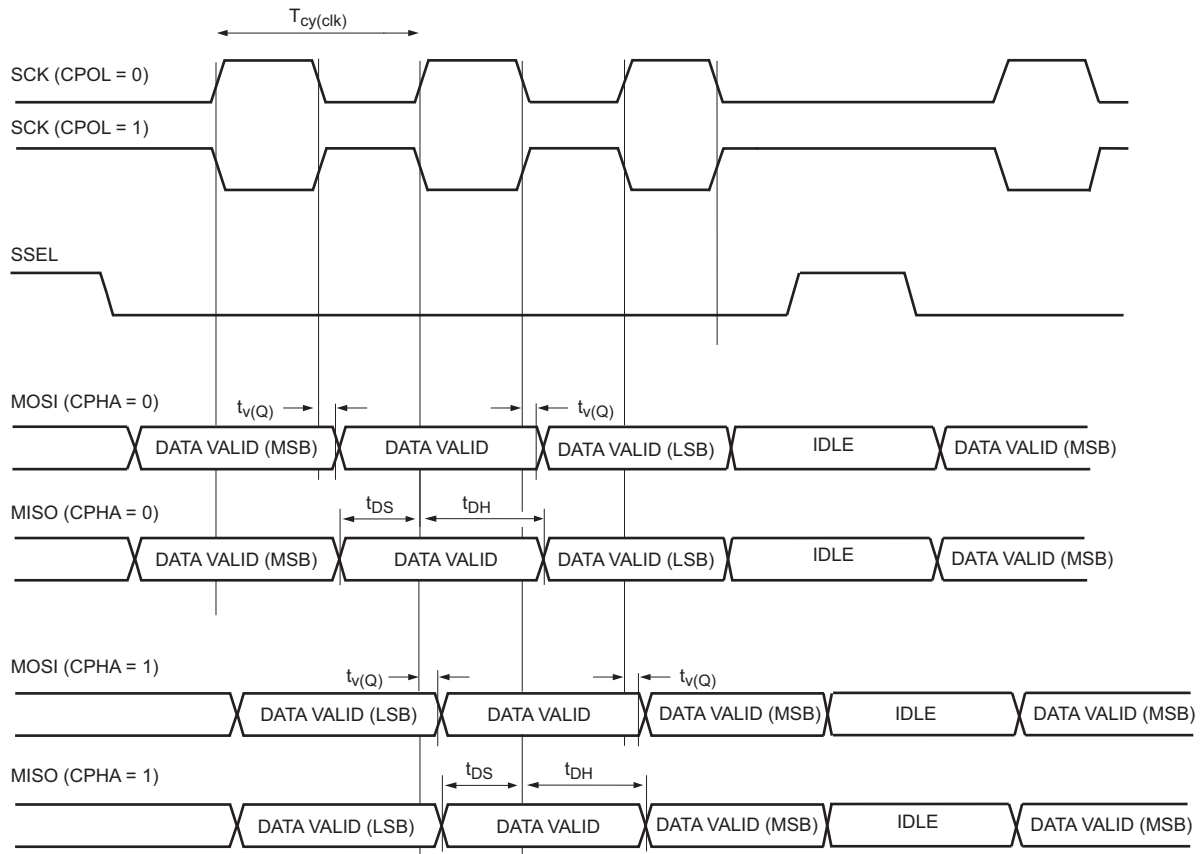 Tcy(clk)
SCK (CPOL = 0)
SCK (CPOL = 1)
SSEL
MOSI (CPHA = 0)
tv(Q) tv(Q)
DATA VALID (MSB) DATA VALID DATA VALID (LSB) IDLE DATA VALID (MSB)
MISO (CPHA = 0)
tDS tDH
DATA VALID (MSB) DATA VALID DATA VALID (LSB) IDLE DATA VALID (MSB)
MOSI (CPHA = 1)
tv(Q) tv(Q)
DATA VALID (LSB) DATA VALID DATA VALID (MSB) IDLE DATA VALID (MSB)
MISO (CPHA = 1)
tDS tDH
DATA VALID (LSB) DATA VALID DATA VALID (MSB) IDLE DATA VALID (MSB)